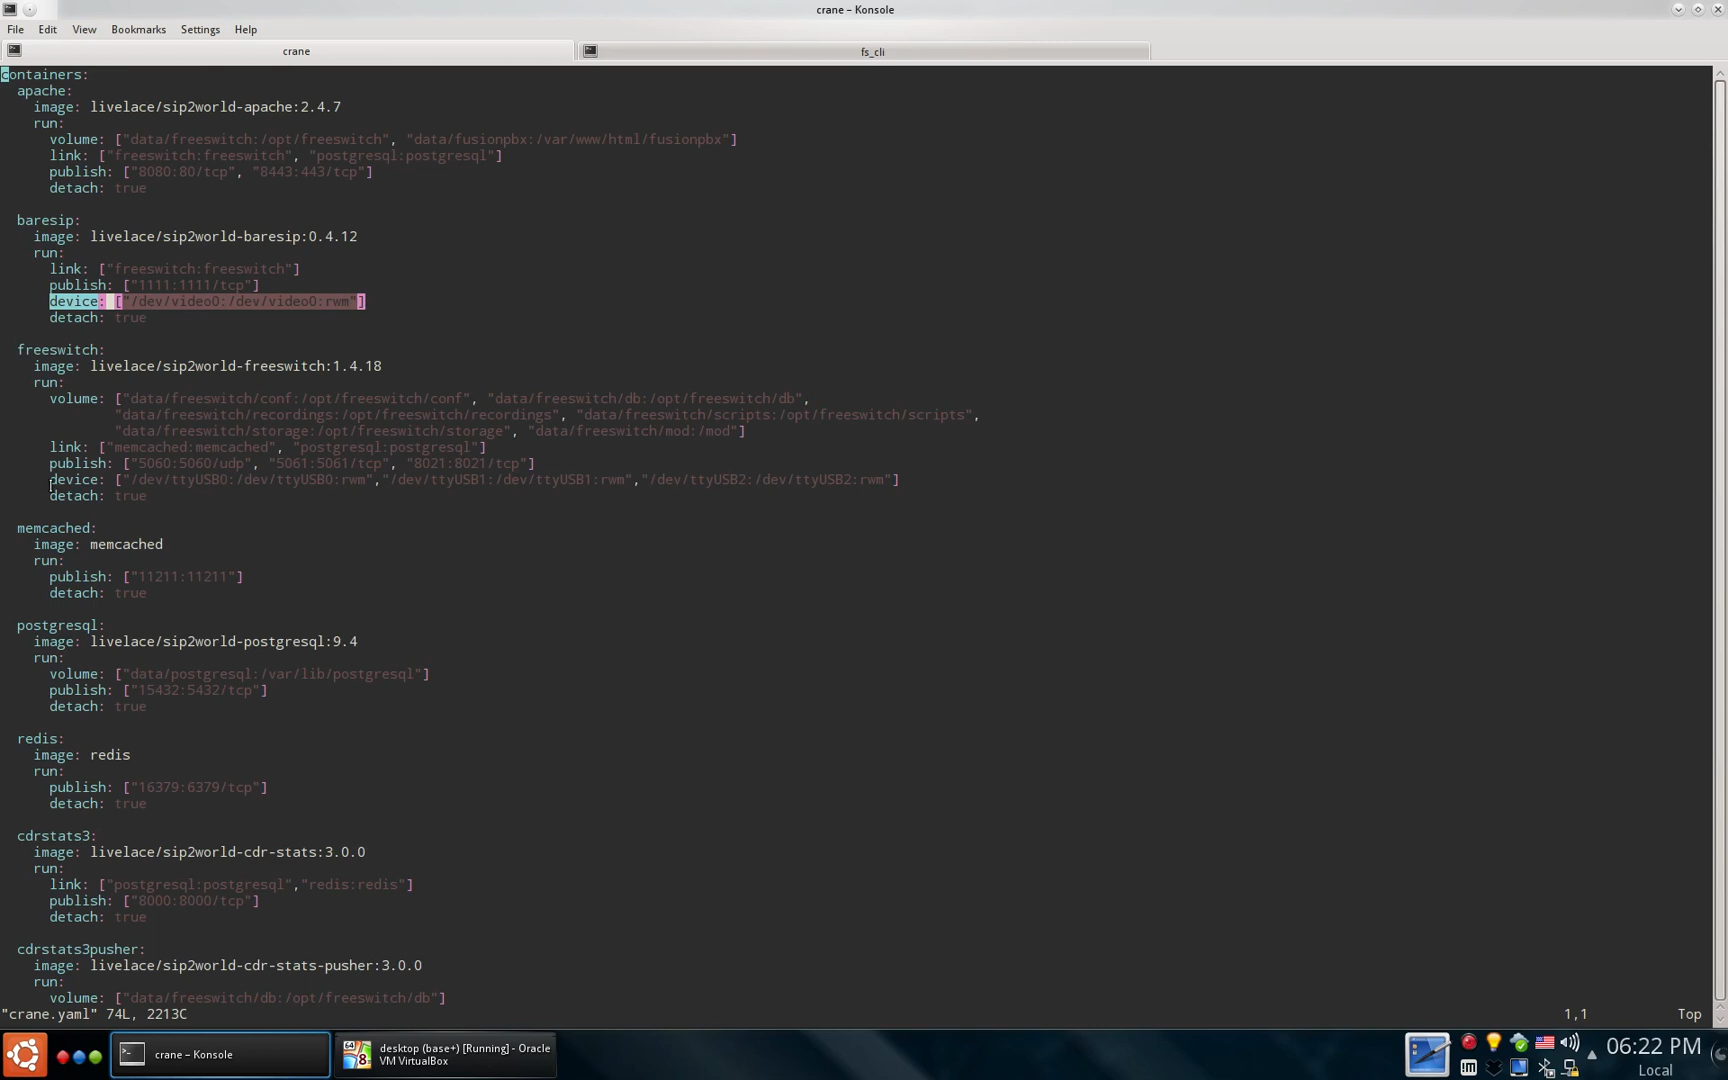 crane – Konsole
File Edit View Bookmarks Settings Help
crane fs_cli
containers:
apache:
image: livelace/sip2world-apache:2.4.7
run:
volume: ["data/freeswitch:/opt/freeswitch", "data/fusionpbx:/var/www/html/fusionpbx"]
link: ["freeswitch:freeswitch", "postgresql:postgresql"]
publish: ["8080:80/tcp", "8443:443/tcp"]
detach: true
baresip:
image: livelace/sip2world-baresip:0.4.12
run:
link: ["freeswitch:freeswitch"]
publish: ["1111:1111/tcp"]
device: ["/dev/video0:/dev/video0:rwm"]
detach: true
freeswitch:
image: livelace/sip2world-freeswitch:1.4.18
run:
volume: ["data/freeswitch/conf:/opt/freeswitch/conf", "data/freeswitch/db:/opt/freeswitch/db",
"data/freeswitch/recordings:/opt/freeswitch/recordings", "data/freeswitch/scripts:/opt/freeswitch/scripts",
"data/freeswitch/storage:/opt/freeswitch/storage", "data/freeswitch/mod:/mod"]
link: ["memcached:memcached", "postgresql:postgresql"]
publish: ["5060:5060/udp", "5061:5061/tcp", "8021:8021/tcp"]
device: ["/dev/ttyUSB0:/dev/ttyUSB0:rwm","/dev/ttyUSB1:/dev/ttyUSB1:rwm","/dev/ttyUSB2:/dev/ttyUSB2:rwm"]
detach: true
memcached:
image: memcached
run:
publish: ["11211:11211"]
detach: true
postgresql:
image: livelace/sip2world-postgresql:9.4
run:
volume: ["data/postgresql:/var/lib/postgresql"]
publish: ["15432:5432/tcp"]
detach: true
redis:
image: redis
run:
publish: ["16379:6379/tcp"]
detach: true
cdrstats3:
image: livelace/sip2world-cdr-stats:3.0.0
run:
link: ["postgresql:postgresql","redis:redis"]
publish: ["8000:8000/tcp"]
detach: true
cdrstats3pusher:
image: livelace/sip2world-cdr-stats-pusher:3.0.0
run:
volume: ["data/freeswitch/db:/opt/freeswitch/db"]
"crane.yaml" 74L, 2213C 1,1 Top
crane – Konsole
64
8
desktop (base+) [Running] - Oracle
VM VirtualBox
06:22 PM
Local